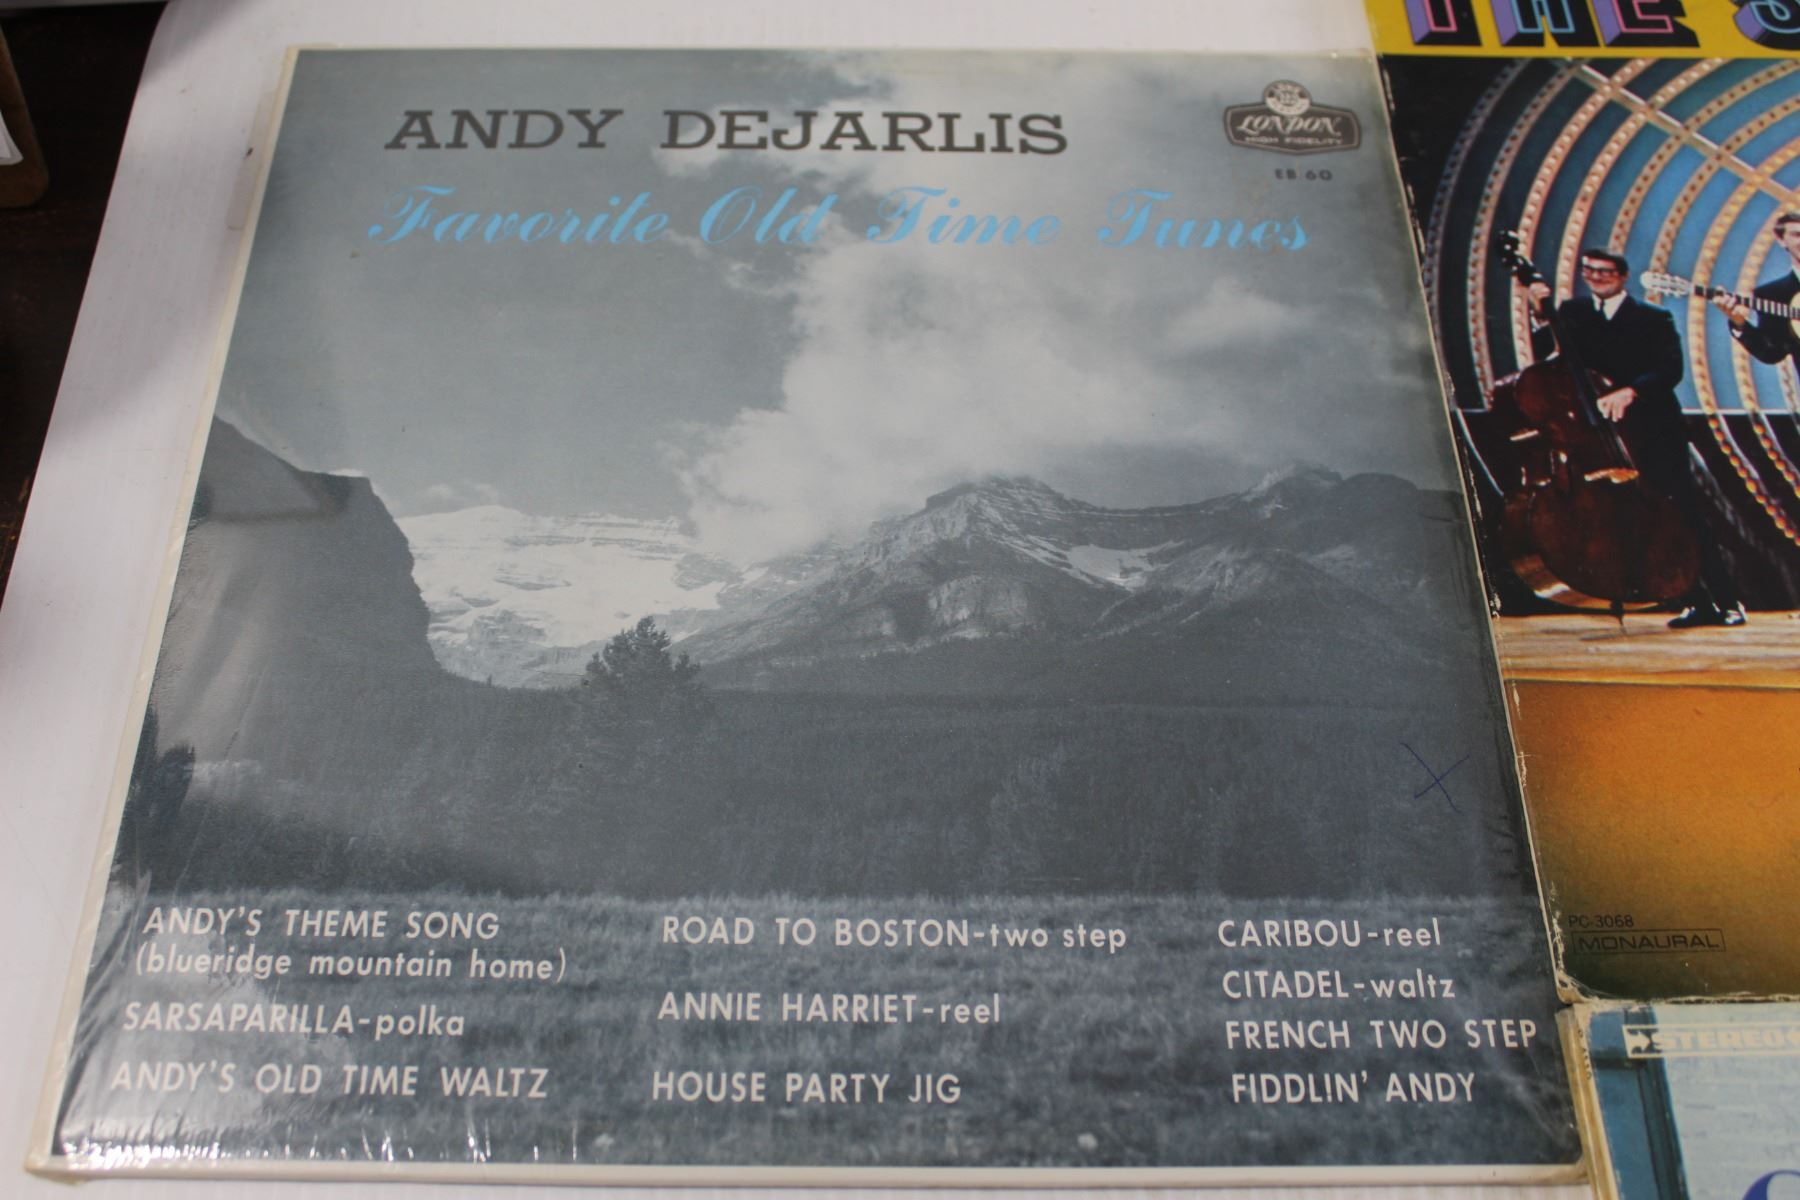 ANDY DEJARLIS
LONDON
HIGH FIDELITY
EB 60
Favorite Old Time Tunes
ANDY'S THEME SONG
(blueridge mountain home)
SARSAPARILLA-polka
ANDY'S OLD TIME WALTZ
ROAD TO BOSTON-two step
ANNIE HARRIET-reel
HOUSE PARTY JIG
CARIBOU-reel
CITADEL-waltz
FRENCH TWO STEP
FIDDLIN' ANDY
THE S
PC-3068
MONAURAL
STEREO